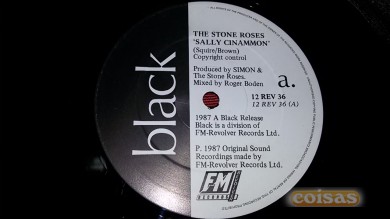 black
THE STONE ROSES
'SALLY CINAMMON'
(Squire/Brown)
Copyright control
Produced by SIMON &
The Stone Roses.
Mixed by Roger Boden
a.
12 REV 36
12 REV 36 (A)
1987 A Black Release
Black is a division of
FM-Revolver Records Ltd.
P. 1987 Original Sound
Recordings made by
FM-Revolver Records Ltd.
FM
RECORDS
coisas